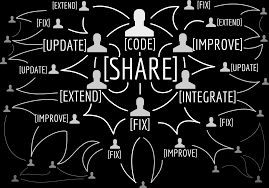 [EXTEND]
[FIX]
[FIX]
[EXTEND]
[UPDATE]
[CODE]
[IMPROVE]
[SHARE]
[UPDATE]
[UPDATE]
[EXTEND]
[INTEGRATE]
[IMPROVE]
[FIX]
[FIX]
[FIX]
[IMPROVE]